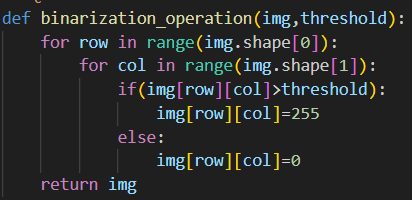 def binarization_operation(img,threshold):
    for row in range(img.shape[0]):
        for col in range(img.shape[1]):
            if(img[row][col]>threshold):
                img[row][col]=255
            else:
                img[row][col]=0
    return img